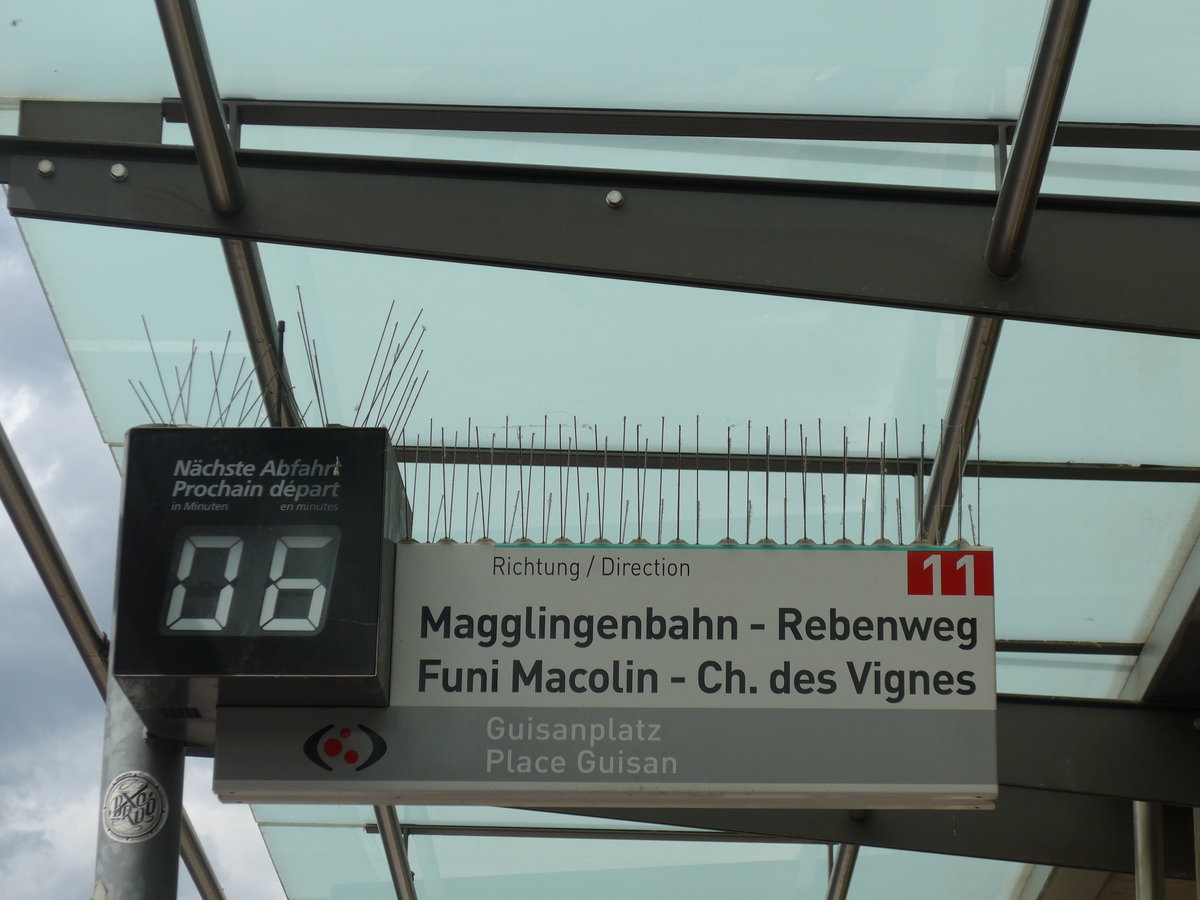 Nächste Abfahrt
Prochain départ
in Minuten en minutes
06
Richtung / Direction
11
Magglingenbahn - Rebenweg
Funi Macolin - Ch. des Vignes
Guisanplatz
Place Guisan